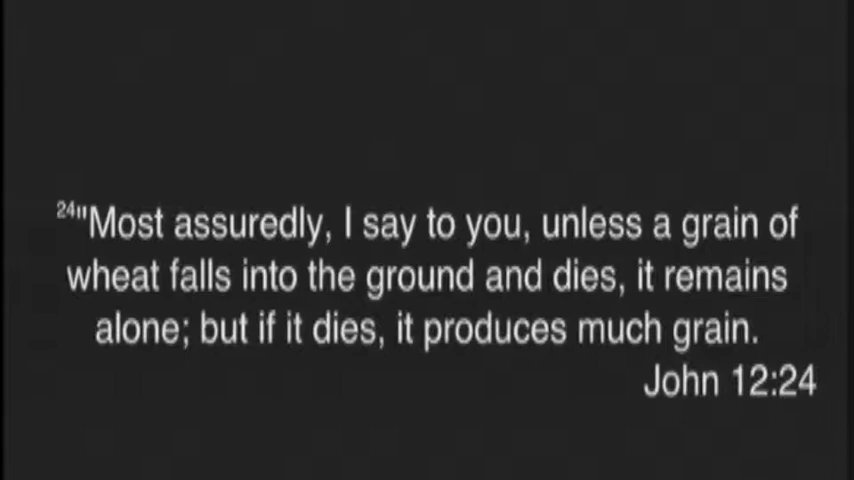 24"Most assuredly, I say to you, unless a grain of
wheat falls into the ground and dies, it remains
alone; but if it dies, it produces much grain.
John 12:24